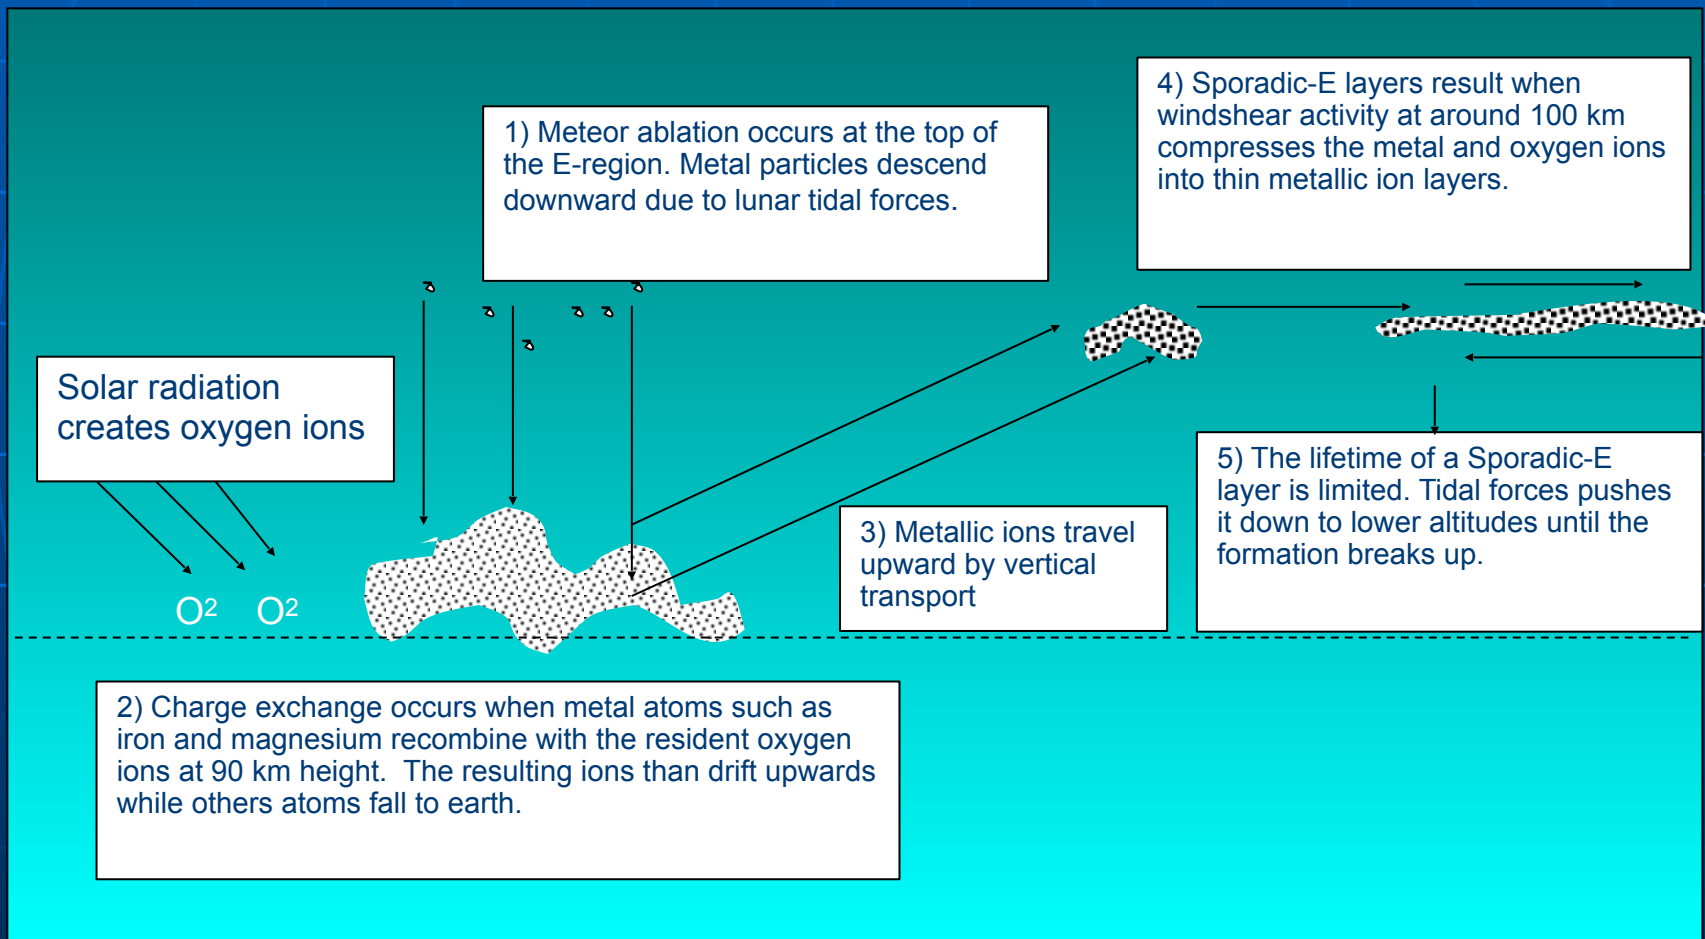 1) Meteor ablation occurs at the top of
the E-region. Metal particles descend
downward due to lunar tidal forces.
4) Sporadic-E layers result when
windshear activity at around 100 km
compresses the metal and oxygen ions
into thin metallic ion layers.
Solar radiation
creates oxygen ions
O2 O2
3) Metallic ions travel
upward by vertical
transport
5) The lifetime of a Sporadic-E
layer is limited. Tidal forces pushes
it down to lower altitudes until the
formation breaks up.
2) Charge exchange occurs when metal atoms such as
iron and magnesium recombine with the resident oxygen
ions at 90 km height.  The resulting ions than drift upwards
while others atoms fall to earth.